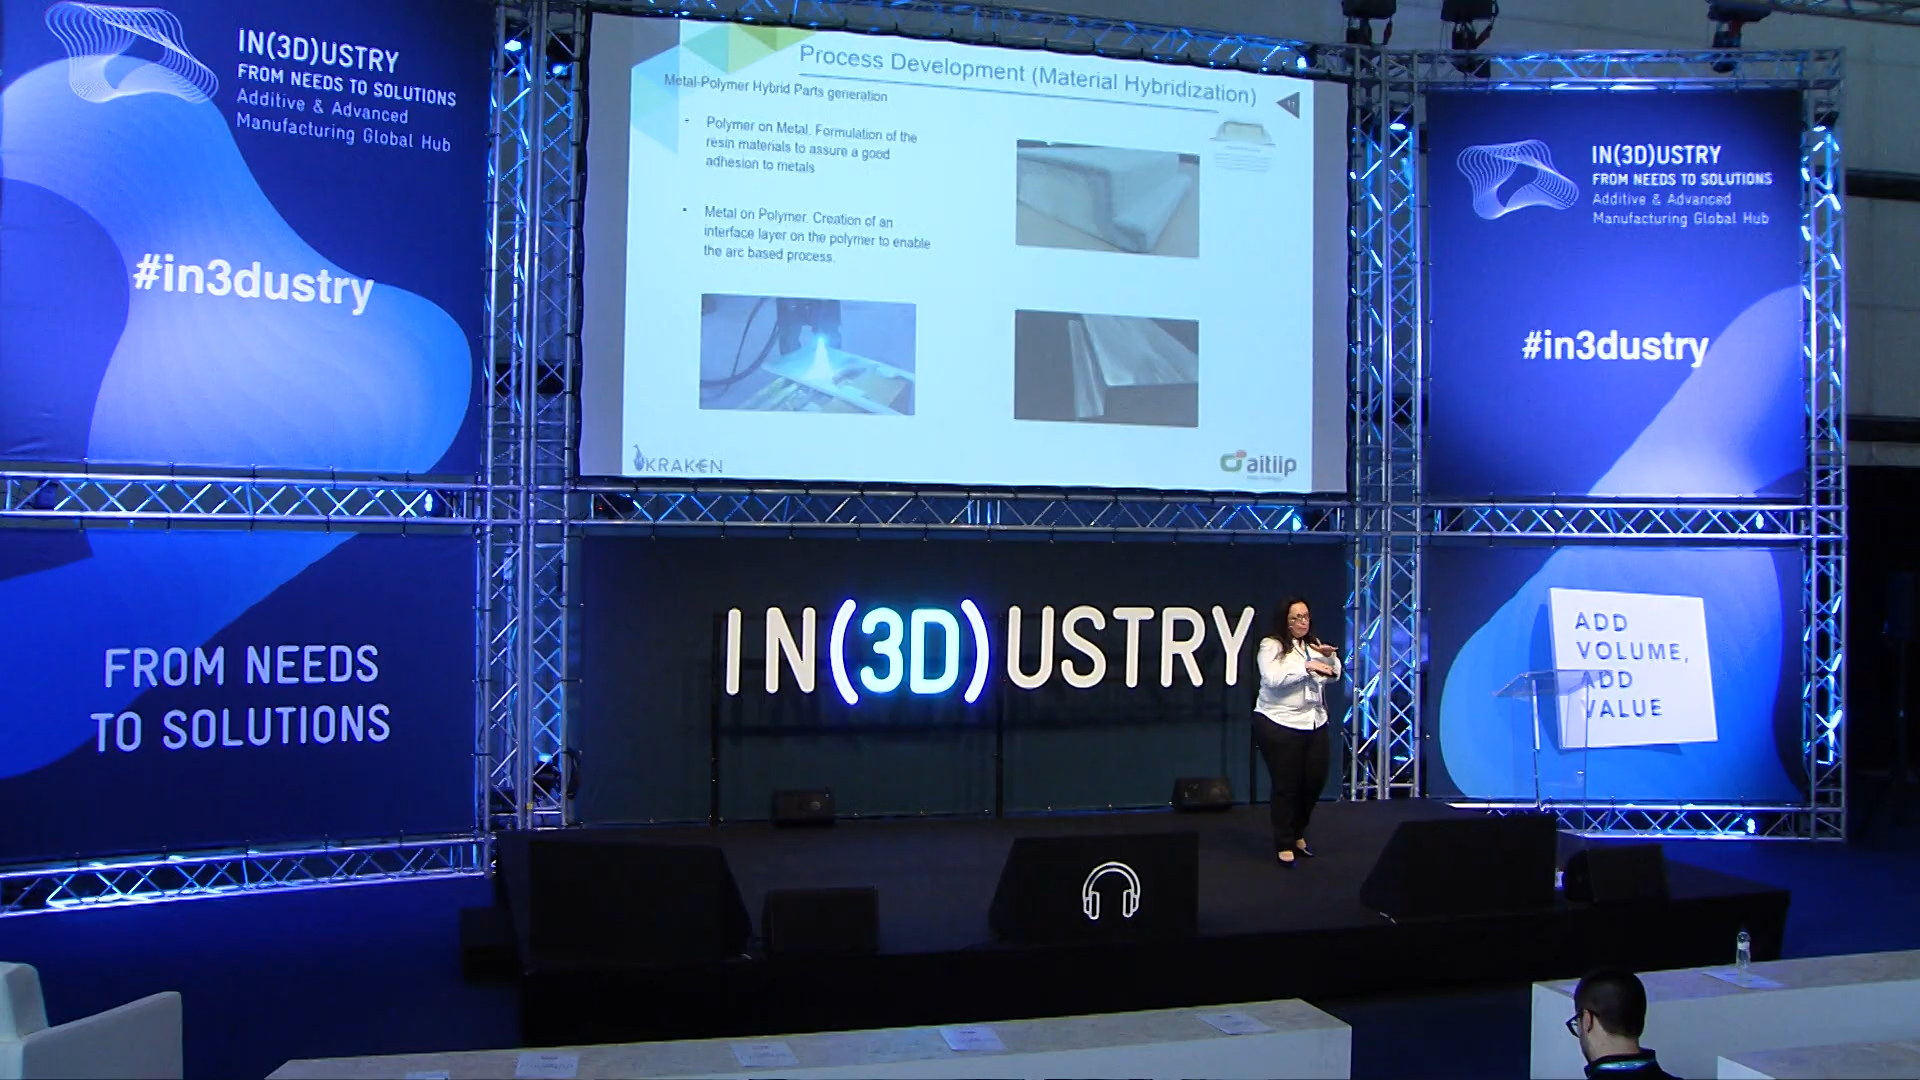 IN(3D)USTRY
FROM NEEDS TO SOLUTIONS
Additive & Advanced
Manufacturing Global Hub
#in3dustry
FROM NEEDS
TO SOLUTIONS
Process Development (Material Hybridization)
11
Metal-Polymer Hybrid Parts generation
- Polymer on Metal. Formulation of the
resin materials to assure a good
adhesion to metals
- Metal on Polymer. Creation of an
interface layer on the polymer to enable
the arc based process.
KRAKEN
aitiip
IN(3D)USTRY
IN(3D)USTRY
FROM NEEDS TO SOLUTIONS
Additive & Advanced
Manufacturing Global Hub
#in3dustry
ADD
VOLUME,
ADD
VALUE